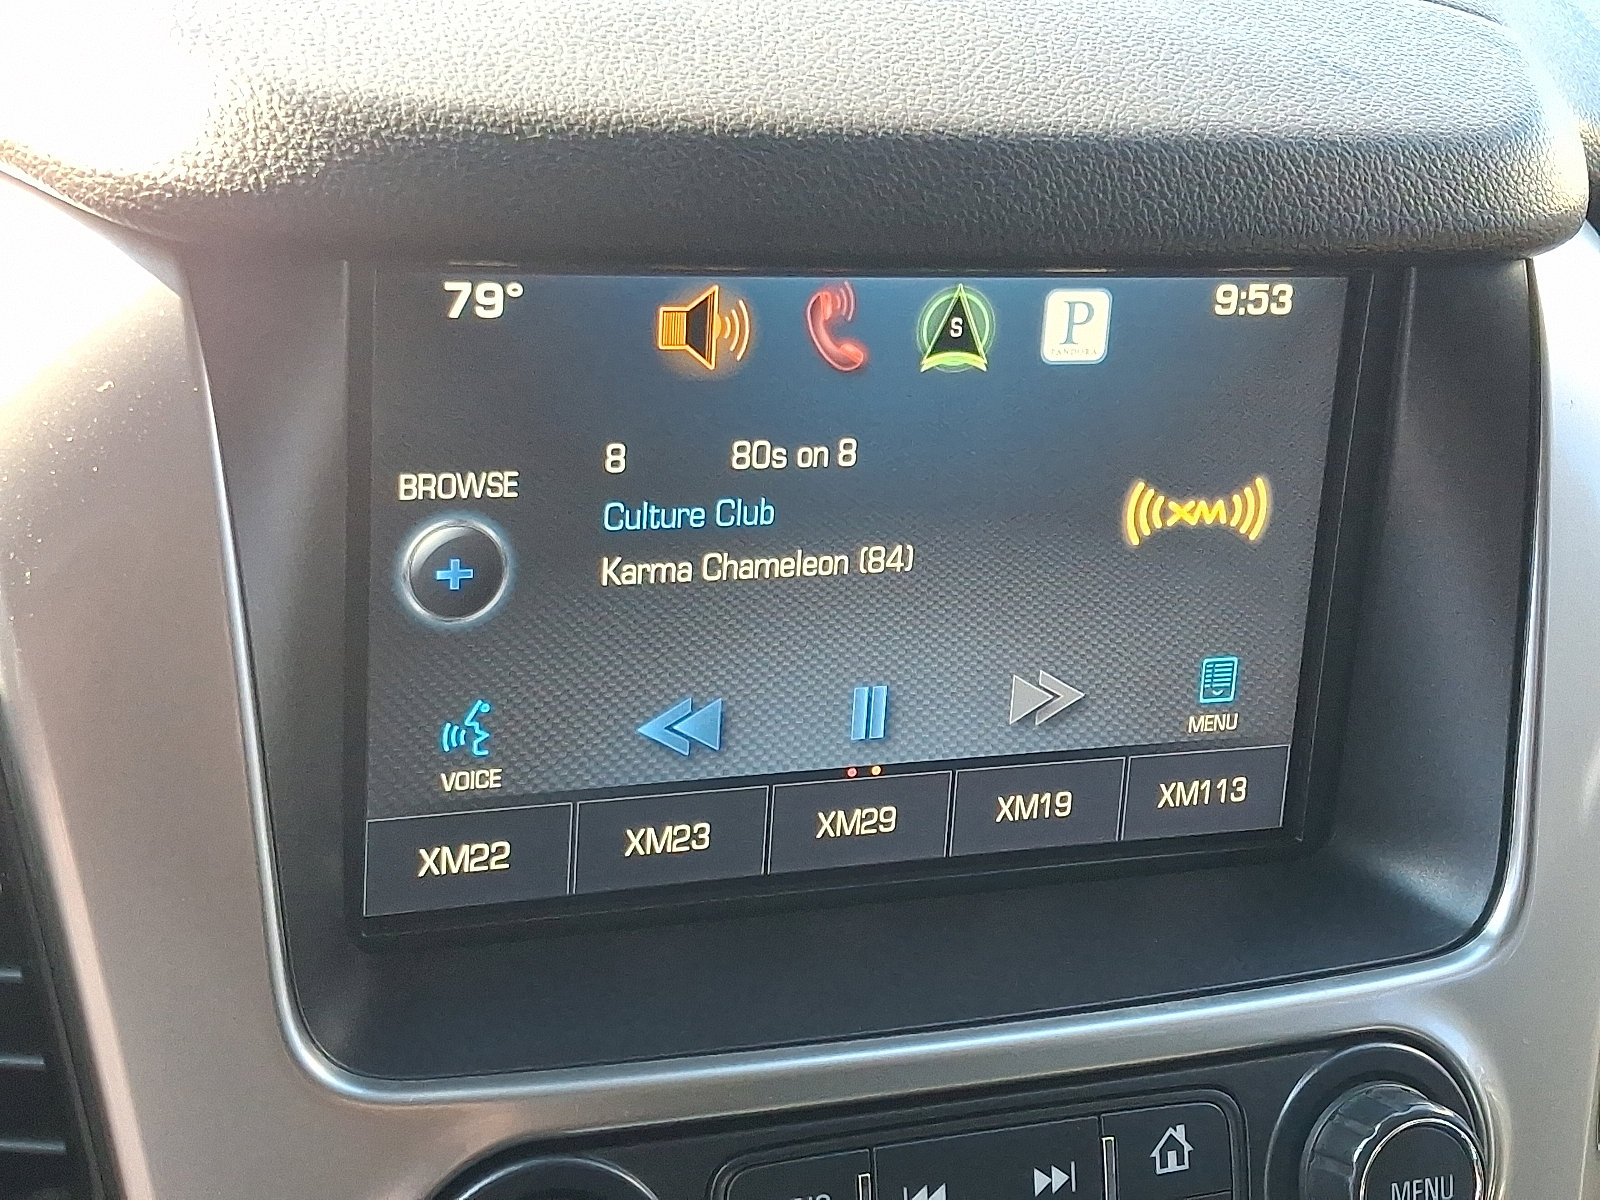 79°
S
P
PANDORA
9:53
8 80s on 8
BROWSE
Culture Club
XM
Karma Chameleon (84)
VOICE
MENU
XM22
XM23
XM29
XM19
XM113
MENU